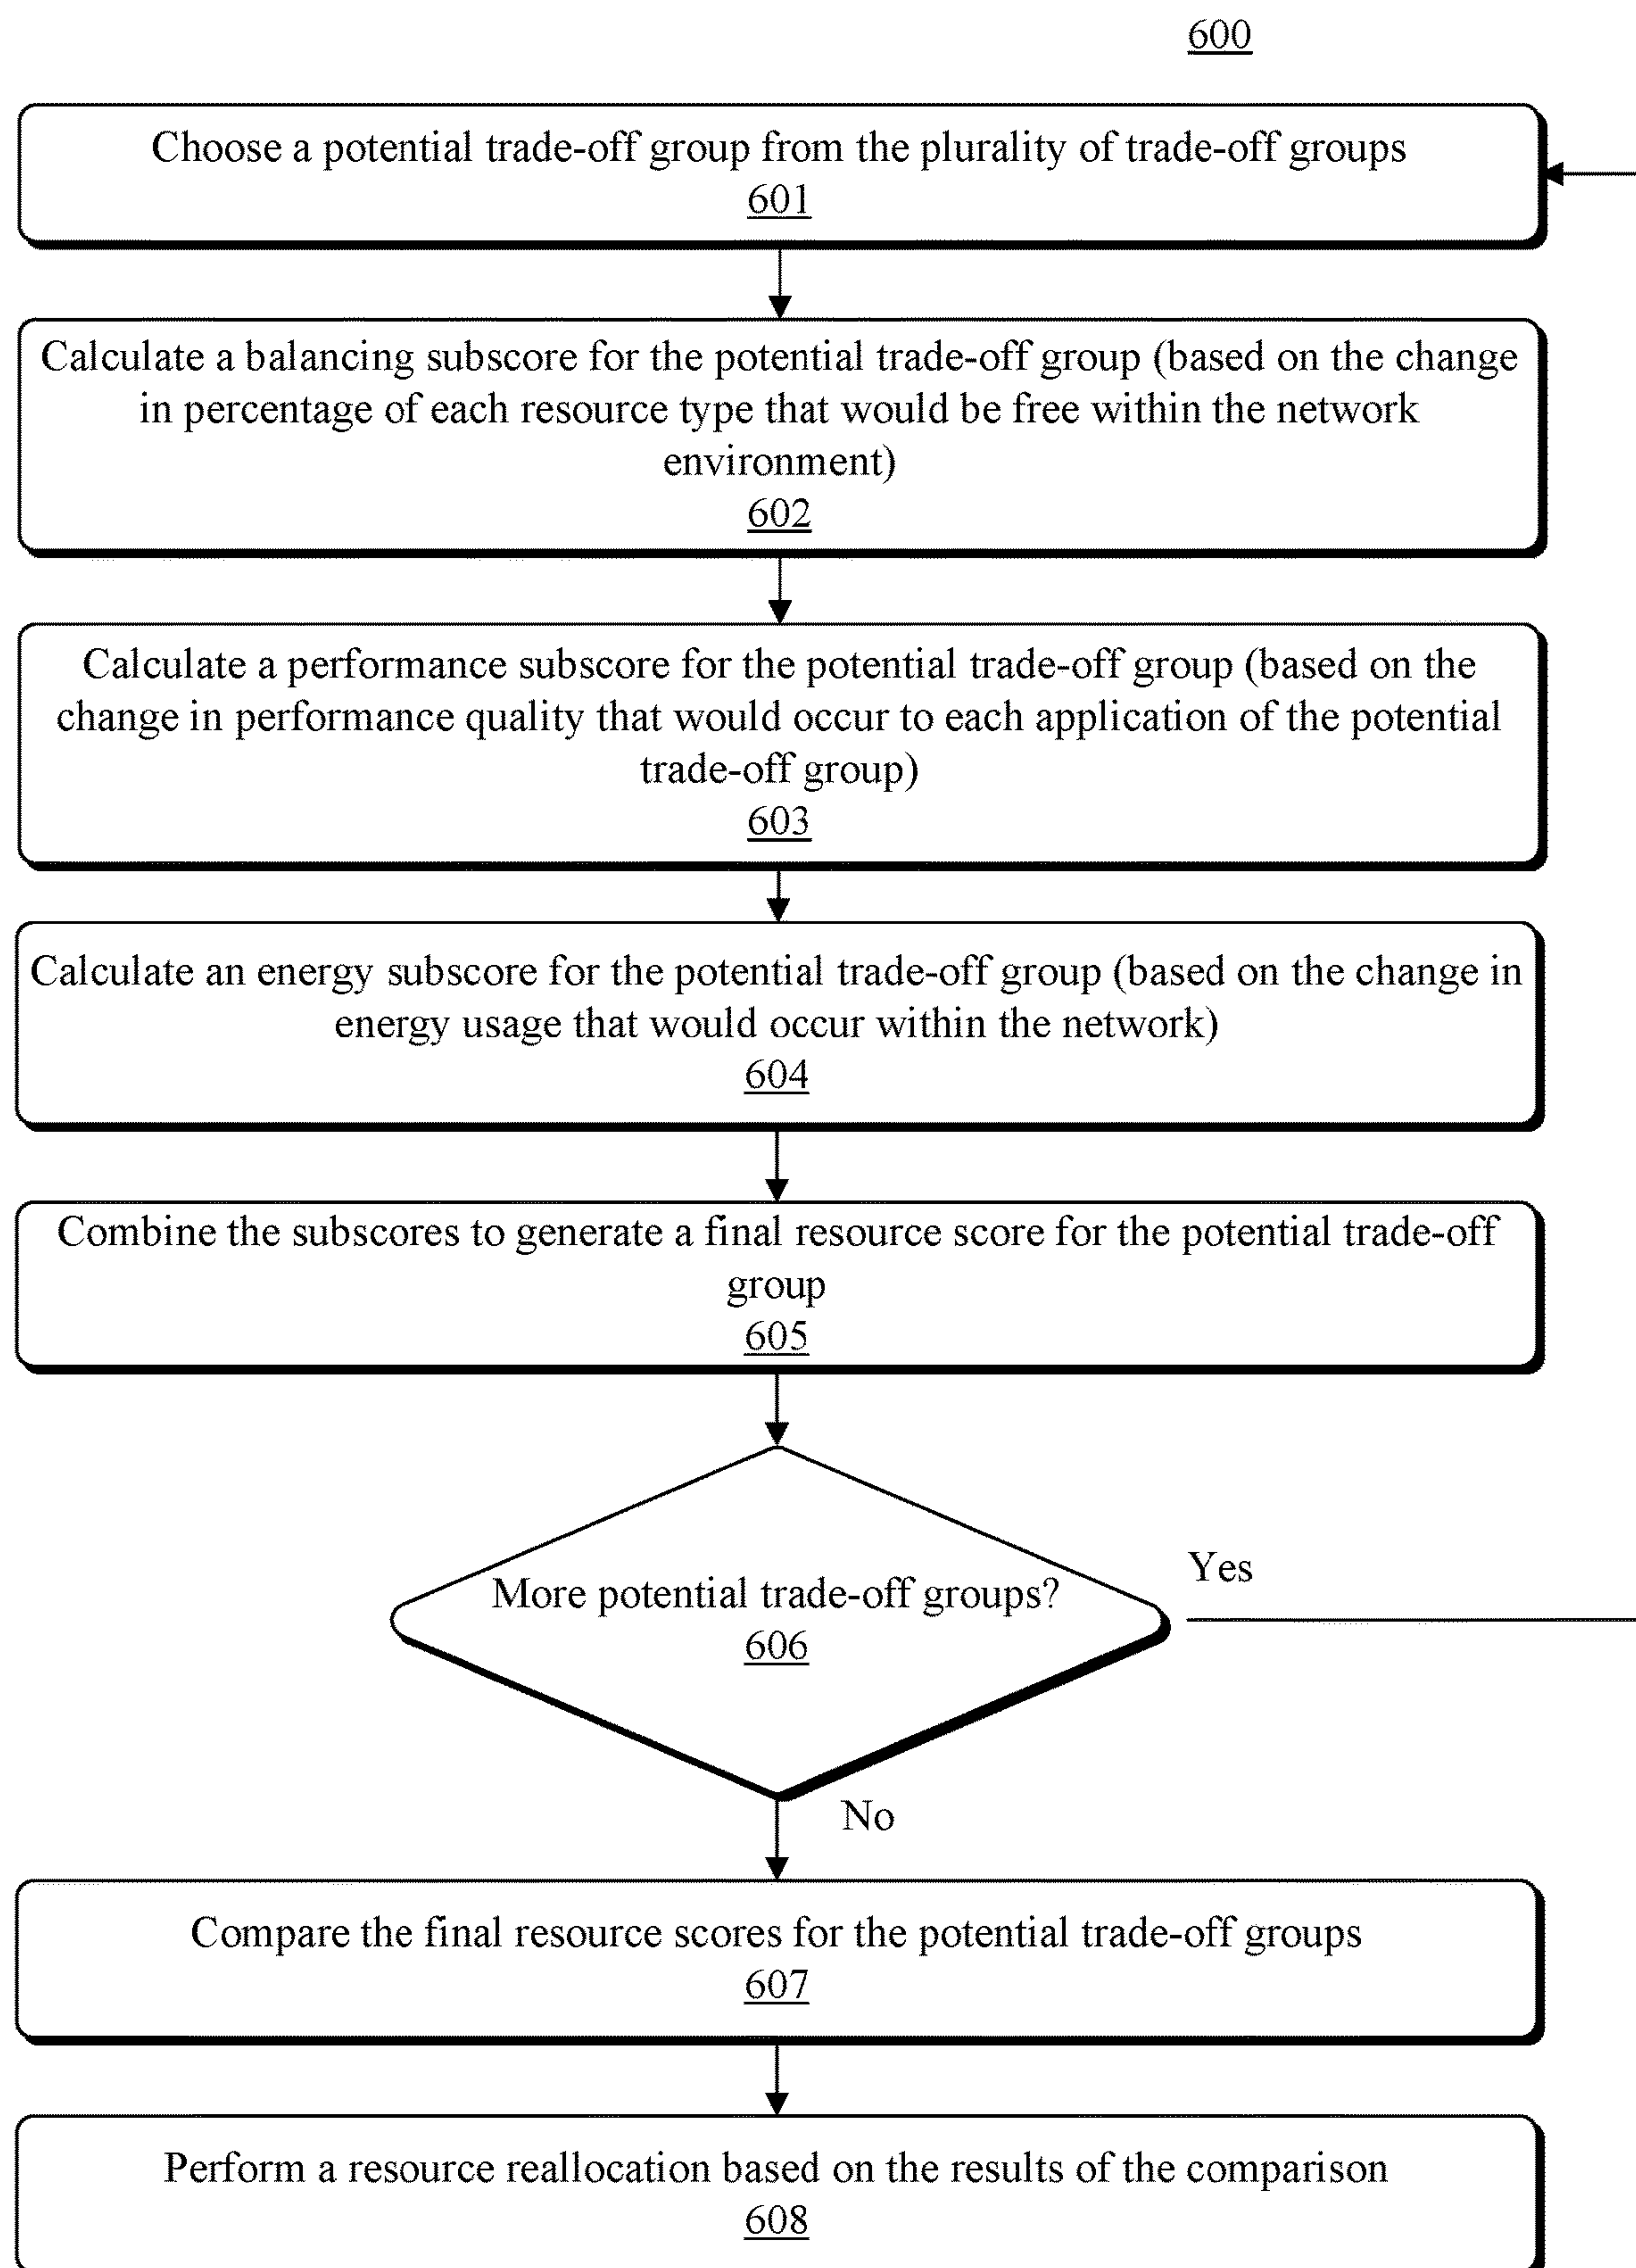 600
Choose a potential trade-off group from the plurality of trade-off groups
601
Calculate a balancing subscore for the potential trade-off group (based on the change
in percentage of each resource type that would be free within the network
environment)
602
Calculate a performance subscore for the potential trade-off group (based on the
change in performance quality that would occur to each application of the potential
trade-off group)
603
Calculate an energy subscore for the potential trade-off group (based on the change in
energy usage that would occur within the network)
604
Combine the subscores to generate a final resource score for the potential trade-off
group
605
More potential trade-off groups?
606
Yes
No
Compare the final resource scores for the potential trade-off groups
607
Perform a resource reallocation based on the results of the comparison
608